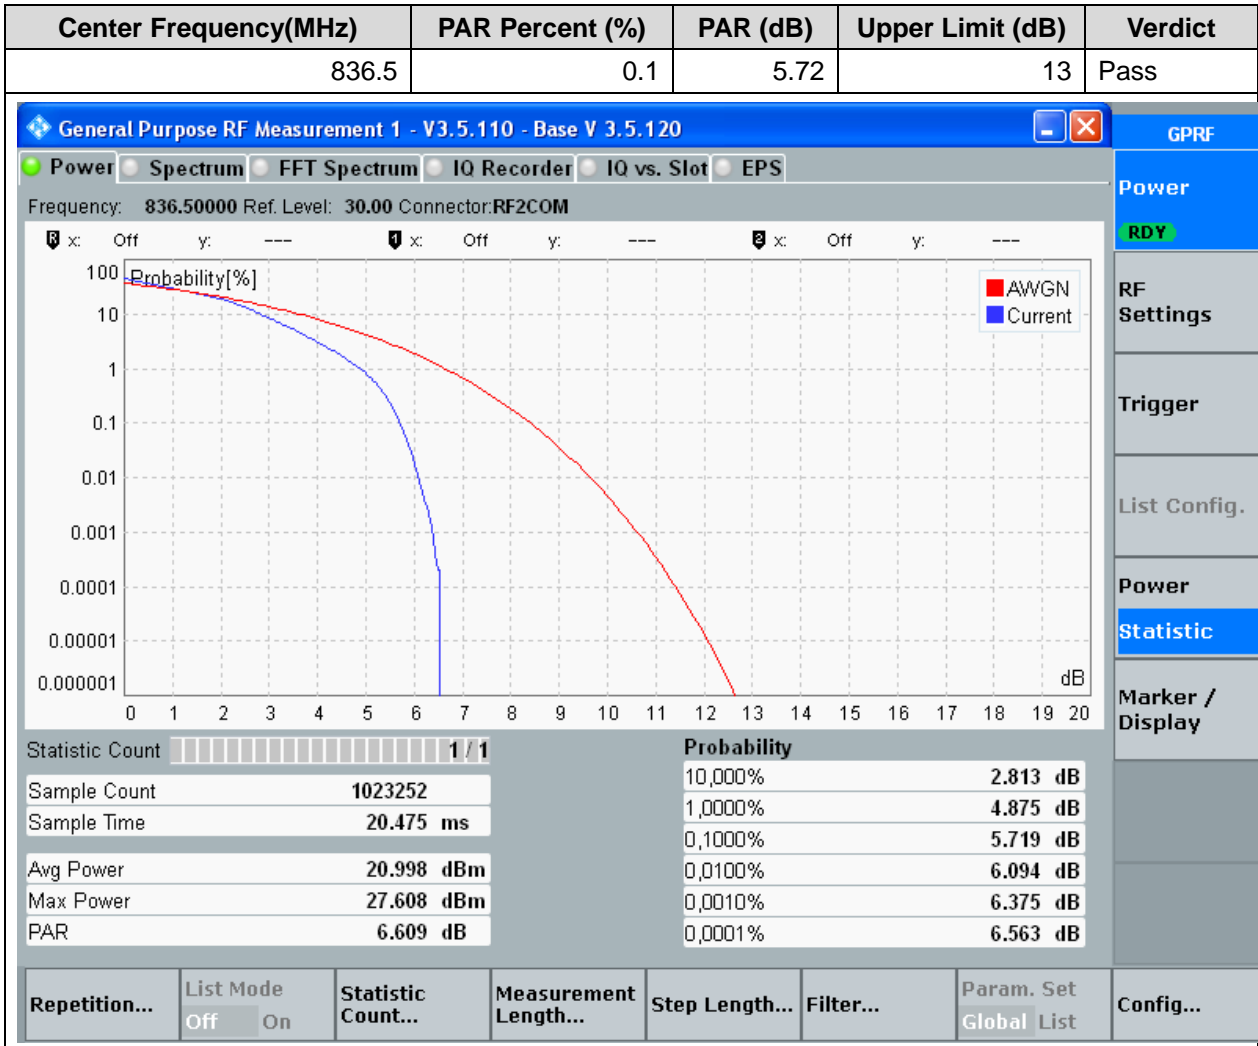 Center Frequency(MHz) PAR Percent (%) PAR (dB) Upper Limit (dB) Verdict
836.5 0.1 5.72 13 Pass
General Purpose RF Measurement 1 - V3.5.110 - Base V 3.5.120
GPRF
Power Spectrum FFT Spectrum IQ Recorder IQ vs. Slot EPS
Power
RDY
Frequency: 836.50000 Ref. Level: 30.00 Connector:RF2COM
R x: Off y: --- 1 x: Off y: --- 2 x: Off y: ---
Probability[%]
100
10
1
0.1
0.01
0.001
0.0001
0.00001
0.000001
AWGN
Current
dB
0 1 2 3 4 5 6 7 8 9 10 11 12 13 14 15 16 17 18 19 20
RF
Settings
Trigger
List Config.
Power
Statistic
Marker /
Display
Statistic Count 1 / 1
Sample Count 1023252
Sample Time 20.475 ms
Avg Power 20.998 dBm
Max Power 27.608 dBm
PAR 6.609 dB
Probability
10,000% 2.813 dB
1,0000% 4.875 dB
0,1000% 5.719 dB
0,0100% 6.094 dB
0,0010% 6.375 dB
0,0001% 6.563 dB
Repetition...
List Mode
Off On
Statistic
Count...
Measurement
Length...
Step Length...
Filter...
Param. Set
Global List
Config...